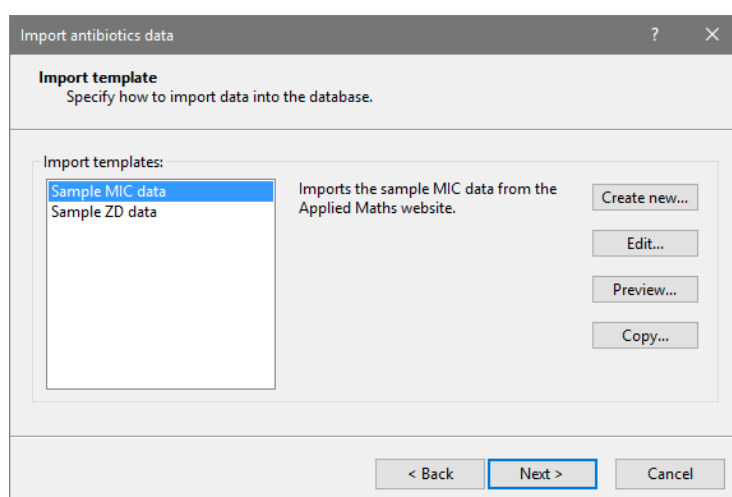 Import antibiotics data ? ✕
Import template
Specify how to import data into the database.
Import templates:
Sample MIC data
Sample ZD data
Imports the sample MIC data from the
Applied Maths website.
Create new...
Edit...
Preview...
Copy...
< Back Next > Cancel